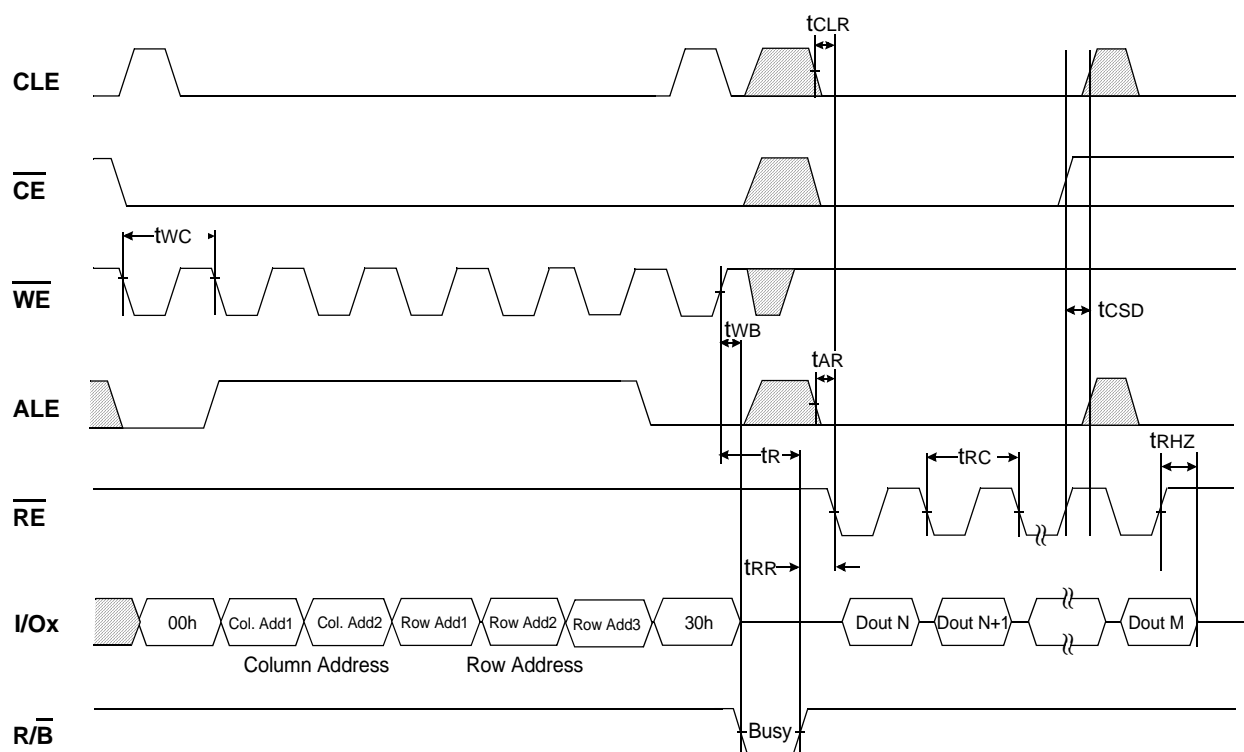 tCLR
CLE
CE
tWC
WE
tCSD
tWB
tAR
ALE
tRHZ
tR
tRC
RE
tRR
I/Ox
00h
Col. Add1
Col. Add2
Row Add1
Row Add2
Row Add3
30h
Dout N
Dout N+1
Dout M
Column Address
Row Address
R/B
Busy